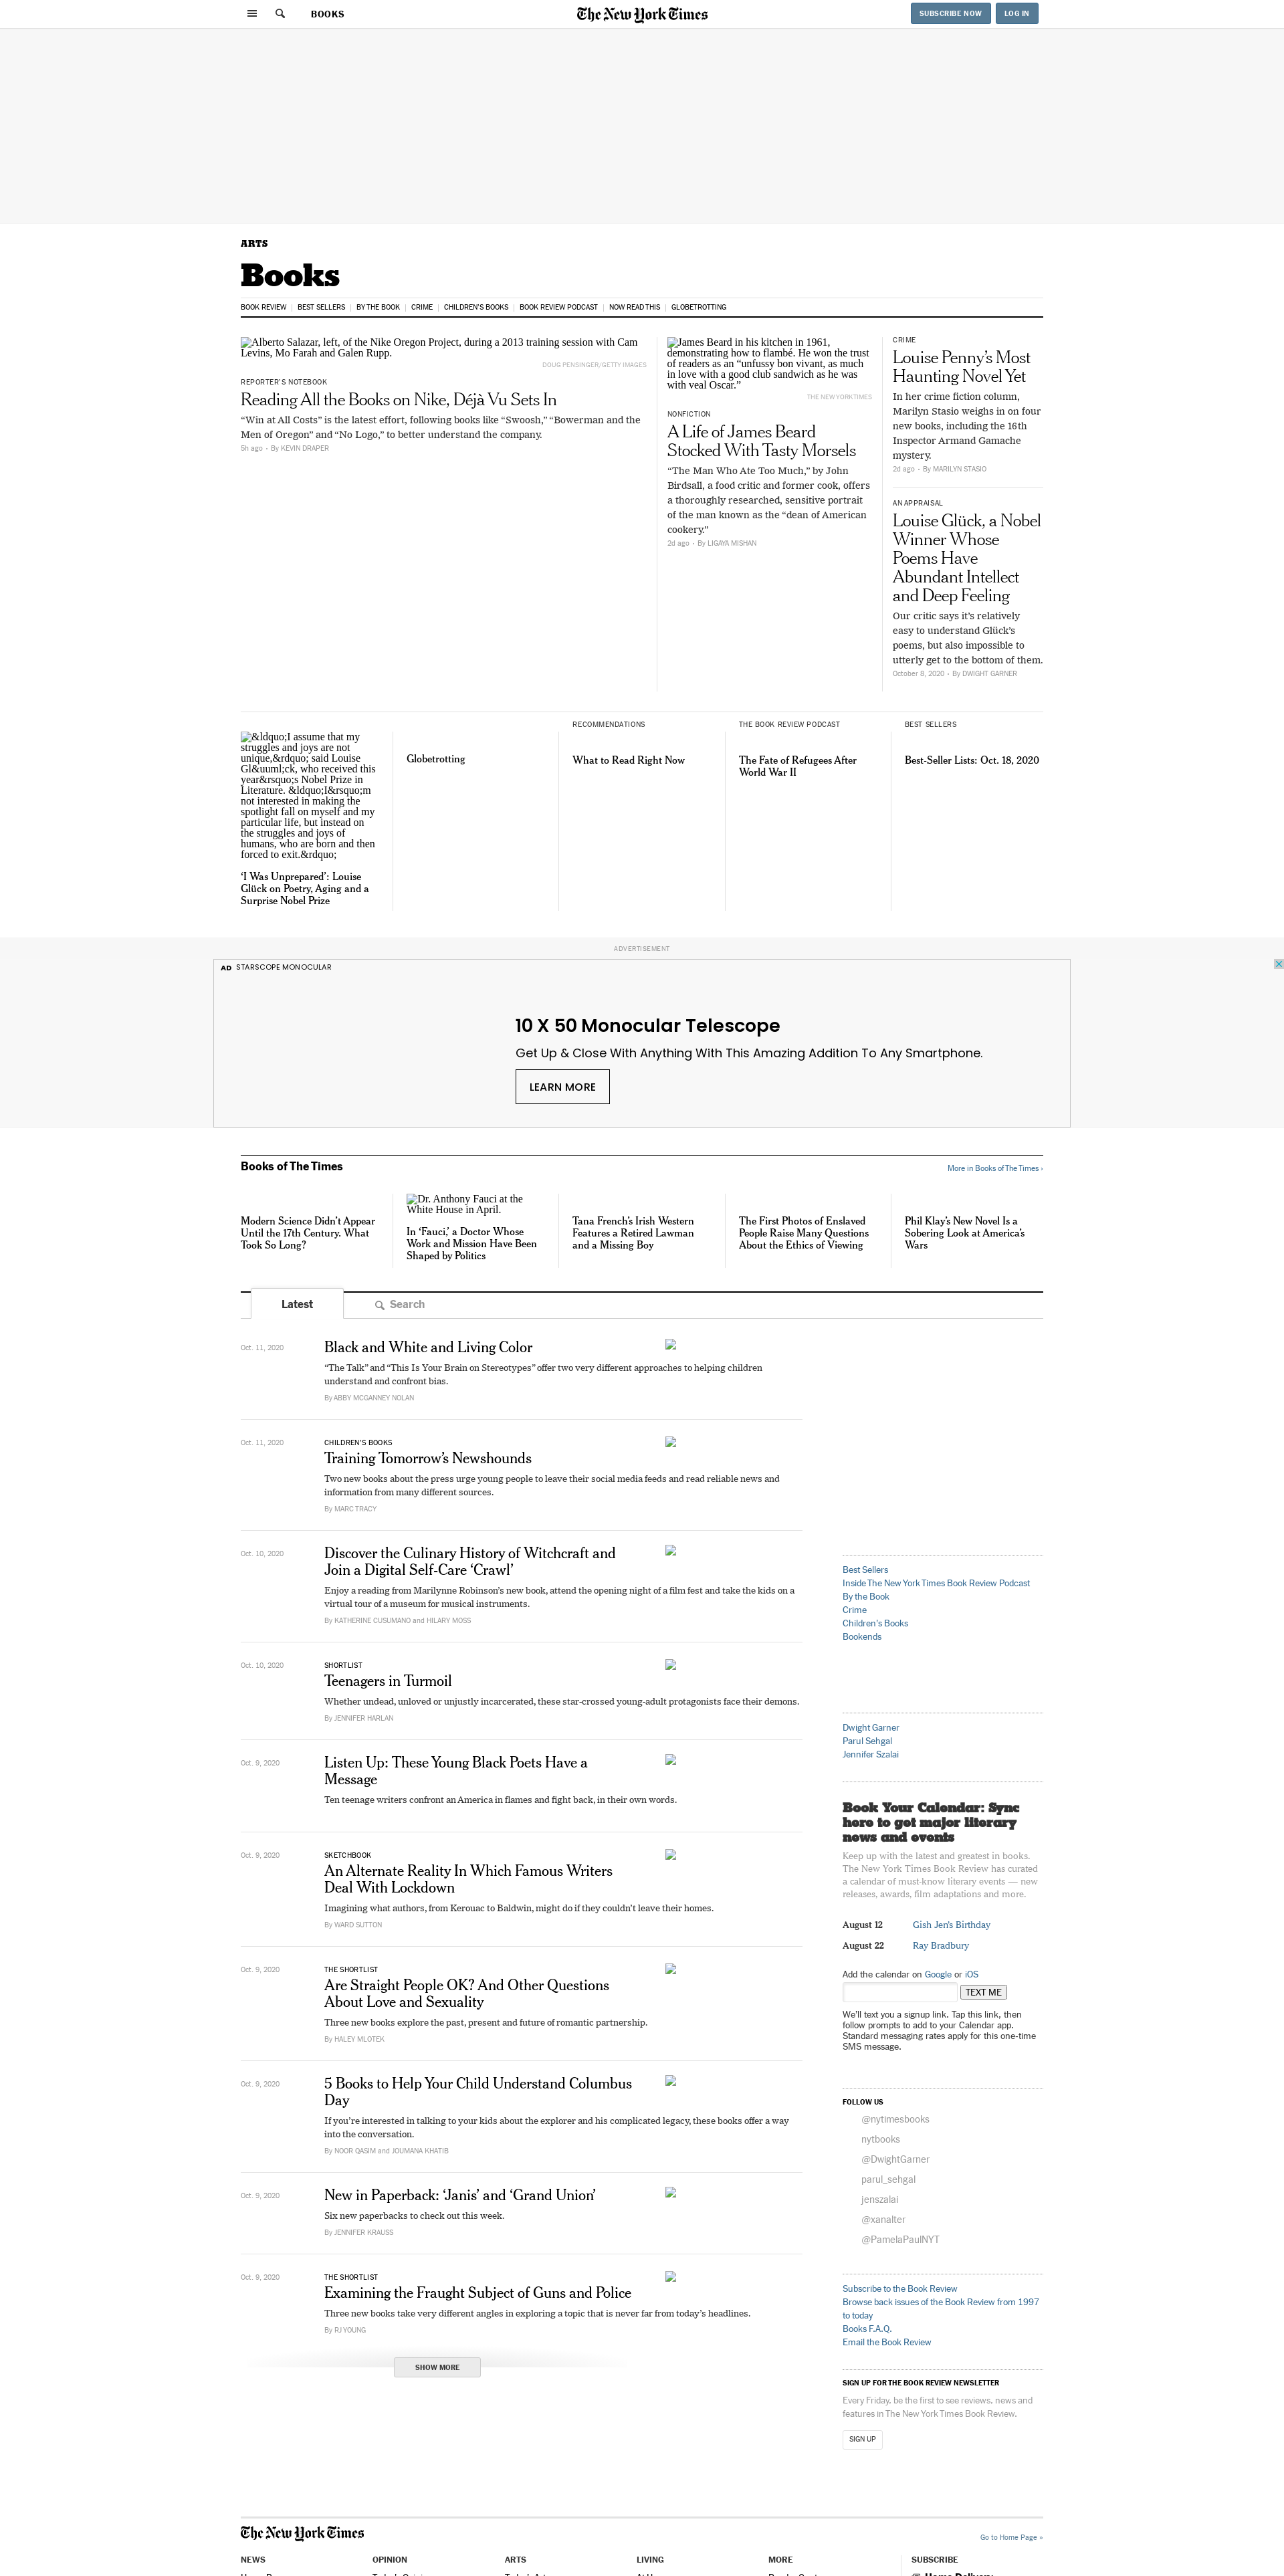 BOOKS
The New York Times
SUBSCRIBE NOW
LOG IN
ARTS
Books
BOOK REVIEW
BEST SELLERS
BY THE BOOK
CRIME
CHILDREN'S BOOKS
BOOK REVIEW PODCAST
NOW READ THIS
GLOBETROTTING
Alberto Salazar, left, of the Nike Oregon Project, during a 2013 training session with Cam
Levins, Mo Farah and Galen Rupp.
DOUG PENSINGER/GETTY IMAGES
REPORTER'S NOTEBOOK
Reading All the Books on Nike, Déjà Vu Sets In
“Win at All Costs” is the latest effort, following books like “Swoosh,” “Bowerman and the
Men of Oregon” and “No Logo,” to better understand the company.
5h ago • By KEVIN DRAPER
James Beard in his kitchen in 1961,
demonstrating how to flambé. He won the trust
of readers as an “unfussy bon vivant, as much
in love with a good club sandwich as he was
with veal Oscar.”
THE NEW YORK TIMES
NONFICTION
A Life of James Beard
Stocked With Tasty Morsels
“The Man Who Ate Too Much,” by John
Birdsall, a food critic and former cook, offers
a thoroughly researched, sensitive portrait
of the man known as the “dean of American
cookery.”
2d ago • By LIGAYA MISHAN
CRIME
Louise Penny’s Most
Haunting Novel Yet
In her crime fiction column,
Marilyn Stasio weighs in on four
new books, including the 16th
Inspector Armand Gamache
mystery.
2d ago • By MARILYN STASIO
AN APPRAISAL
Louise Glück, a Nobel
Winner Whose
Poems Have
Abundant Intellect
and Deep Feeling
Our critic says it’s relatively
easy to understand Glück’s
poems, but also impossible to
utterly get to the bottom of them.
October 8, 2020 • By DWIGHT GARNER
&ldquo;I assume that my
struggles and joys are not
unique,&rdquo; said Louise
Gl&uuml;ck, who received this
year&rsquo;s Nobel Prize in
Literature. &ldquo;I&rsquo;m
not interested in making the
spotlight fall on myself and my
particular life, but instead on
the struggles and joys of
humans, who are born and then
forced to exit.&rdquo;
‘I Was Unprepared’: Louise
Glück on Poetry, Aging and a
Surprise Nobel Prize
Globetrotting
RECOMMENDATIONS
What to Read Right Now
THE BOOK REVIEW PODCAST
The Fate of Refugees After
World War II
BEST SELLERS
Best-Seller Lists: Oct. 18, 2020
ADVERTISEMENT
AD STARSCOPE MONOCULAR
10 X 50 Monocular Telescope
Get Up & Close With Anything With This Amazing Addition To Any Smartphone.
LEARN MORE
Books of The Times
More in Books of The Times ›
Modern Science Didn’t Appear
Until the 17th Century. What
Took So Long?
Dr. Anthony Fauci at the
White House in April.
In ‘Fauci,’ a Doctor Whose
Work and Mission Have Been
Shaped by Politics
Tana French’s Irish Western
Features a Retired Lawman
and a Missing Boy
The First Photos of Enslaved
People Raise Many Questions
About the Ethics of Viewing
Phil Klay’s New Novel Is a
Sobering Look at America’s
Wars
Latest
Search
Oct. 11, 2020
Black and White and Living Color
“The Talk” and “This Is Your Brain on Stereotypes” offer two very different approaches to helping children
understand and confront bias.
By ABBY MCGANNEY NOLAN
Oct. 11, 2020
CHILDREN’S BOOKS
Training Tomorrow’s Newshounds
Two new books about the press urge young people to leave their social media feeds and read reliable news and
information from many different sources.
By MARC TRACY
Oct. 10, 2020
Discover the Culinary History of Witchcraft and
Join a Digital Self-Care ‘Crawl’
Enjoy a reading from Marilynne Robinson’s new book, attend the opening night of a film fest and take the kids on a
virtual tour of a museum for musical instruments.
By KATHERINE CUSUMANO and HILARY MOSS
Oct. 10, 2020
SHORTLIST
Teenagers in Turmoil
Whether undead, unloved or unjustly incarcerated, these star-crossed young-adult protagonists face their demons.
By JENNIFER HARLAN
Oct. 9, 2020
Listen Up: These Young Black Poets Have a
Message
Ten teenage writers confront an America in flames and fight back, in their own words.
Oct. 9, 2020
SKETCHBOOK
An Alternate Reality In Which Famous Writers
Deal With Lockdown
Imagining what authors, from Kerouac to Baldwin, might do if they couldn’t leave their homes.
By WARD SUTTON
Oct. 9, 2020
THE SHORTLIST
Are Straight People OK? And Other Questions
About Love and Sexuality
Three new books explore the past, present and future of romantic partnership.
By HALEY MLOTEK
Oct. 9, 2020
5 Books to Help Your Child Understand Columbus
Day
If you’re interested in talking to your kids about the explorer and his complicated legacy, these books offer a way
into the conversation.
By NOOR QASIM and JOUMANA KHATIB
Oct. 9, 2020
New in Paperback: ‘Janis’ and ‘Grand Union’
Six new paperbacks to check out this week.
By JENNIFER KRAUSS
Oct. 9, 2020
THE SHORTLIST
Examining the Fraught Subject of Guns and Police
Three new books take very different angles in exploring a topic that is never far from today’s headlines.
By RJ YOUNG
SHOW MORE
Best Sellers
Inside The New York Times Book Review Podcast
By the Book
Crime
Children’s Books
Bookends
Dwight Garner
Parul Sehgal
Jennifer Szalai
Book Your Calendar: Sync
here to get major literary
news and events
Keep up with the latest and greatest in books.
The New York Times Book Review has curated
a calendar of must-know literary events — new
releases, awards, film adaptations and more.
August 12 Gish Jen’s Birthday
August 22 Ray Bradbury
Add the calendar on Google or iOS
TEXT ME
We’ll text you a signup link. Tap this link, then
follow prompts to add to your Calendar app.
Standard messaging rates apply for this one-time
SMS message.
FOLLOW US
@nytimesbooks
nytbooks
@DwightGarner
parul_sehgal
jenszalai
@xanalter
@PamelaPaulNYT
Subscribe to the Book Review
Browse back issues of the Book Review from 1997
to today
Books F.A.Q.
Email the Book Review
SIGN UP FOR THE BOOK REVIEW NEWSLETTER
Every Friday, be the first to see reviews, news and
features in The New York Times Book Review.
SIGN UP
The New York Times
Go to Home Page »
NEWS
OPINION
ARTS
LIVING
MORE
SUBSCRIBE